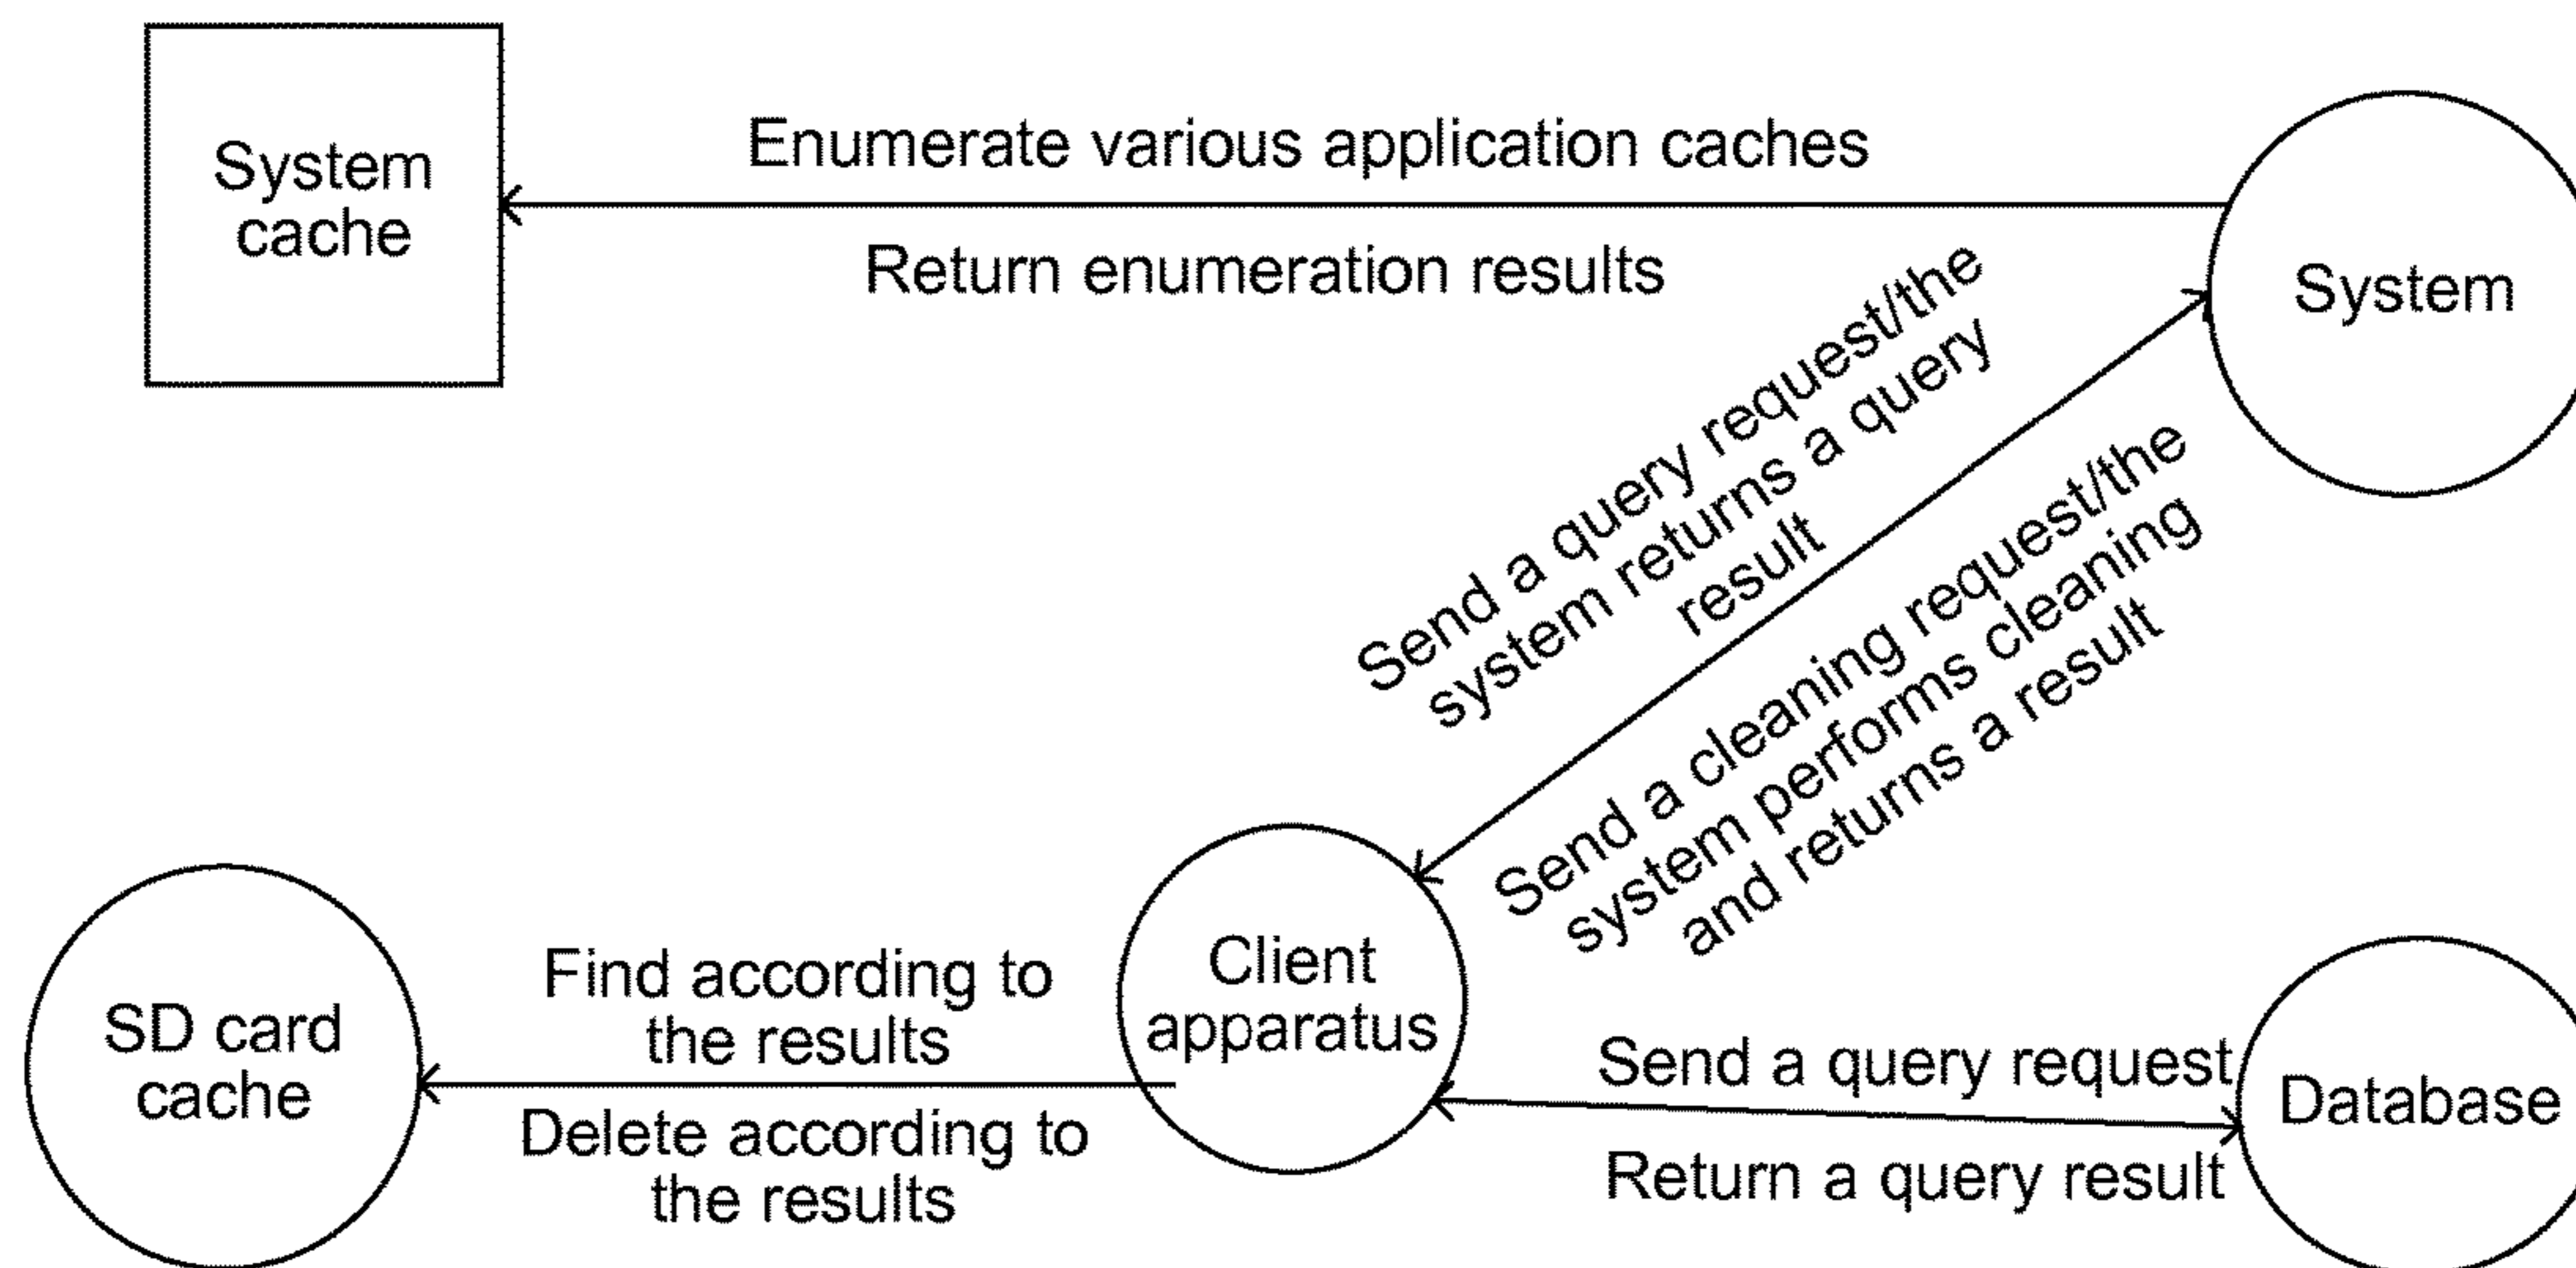 System
cache
Enumerate various application caches
Return enumeration results
System
Send a query request/the
system returns a query
result
Send a cleaning request/the
system performs cleaning
and returns a result
SD card
cache
Find according to
the results
Delete according to
the results
Client
apparatus
Send a query request
Return a query result
Database